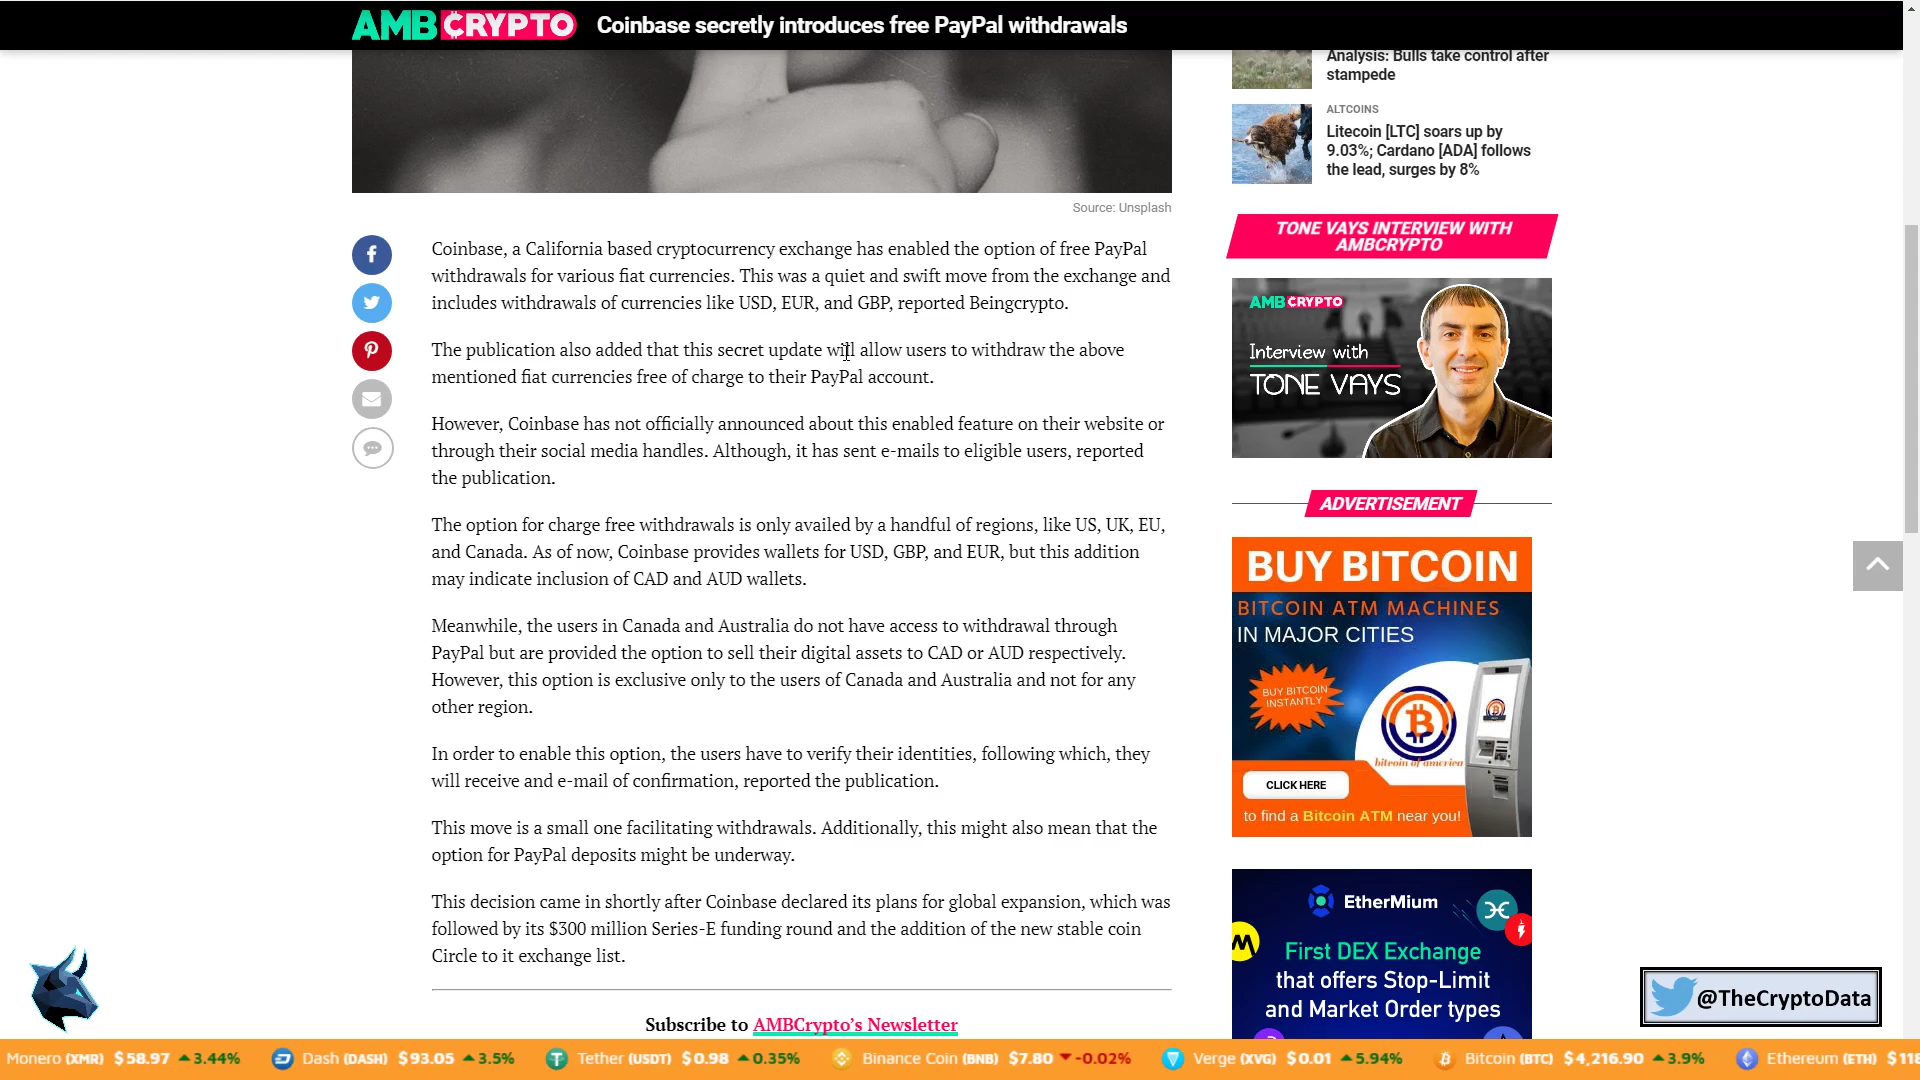 AMBCRYPTO Coinbase secretly introduces free PayPal withdrawals
Analysis: Bulls take control after
stampede
ALTCOINS
Litecoin [LTC] soars up by
9.03%; Cardano [ADA] follows
the lead, surges by 8%
Source: Unsplash
Coinbase, a California based cryptocurrency exchange has enabled the option of free PayPal
withdrawals for various fiat currencies. This was a quiet and swift move from the exchange and
includes withdrawals of currencies like USD, EUR, and GBP, reported Beingcrypto.
The publication also added that this secret update will allow users to withdraw the above
mentioned fiat currencies free of charge to their PayPal account.
However, Coinbase has not officially announced about this enabled feature on their website or
through their social media handles. Although, it has sent e-mails to eligible users, reported
the publication.
The option for charge free withdrawals is only availed by a handful of regions, like US, UK, EU,
and Canada. As of now, Coinbase provides wallets for USD, GBP, and EUR, but this addition
may indicate inclusion of CAD and AUD wallets.
Meanwhile, the users in Canada and Australia do not have access to withdrawal through
PayPal but are provided the option to sell their digital assets to CAD or AUD respectively.
However, this option is exclusive only to the users of Canada and Australia and not for any
other region.
In order to enable this option, the users have to verify their identities, following which, they
will receive and e-mail of confirmation, reported the publication.
This move is a small one facilitating withdrawals. Additionally, this might also mean that the
option for PayPal deposits might be underway.
This decision came in shortly after Coinbase declared its plans for global expansion, which was
followed by its $300 million Series-E funding round and the addition of the new stable coin
Circle to it exchange list.
Subscribe to AMBCrypto's Newsletter
TONE VAYS INTERVIEW WITH
AMBCRYPTO
AMBCRYPTO
Interview with
TONE VAYS
ADVERTISEMENT
BUY BITCOIN
BITCOIN ATM MACHINES
IN MAJOR CITIES
BUY BITCOIN
INSTANTLY
bitcoin of america
CLICK HERE
to find a Bitcoin ATM near you!
EtherMium
First DEX Exchange
that offers Stop-Limit
and Market Order types
@TheCryptoData
Monero (XMR) $58.97 3.44% Dash (DASH) $93.05 3.5% Tether (USDT) $0.98 0.35% Binance Coin (BNB) $7.80 -0.02% Verge (XVG) $0.01 5.94% Bitcoin (BTC) $4,216.90 3.9% Ethereum (ETH) $118